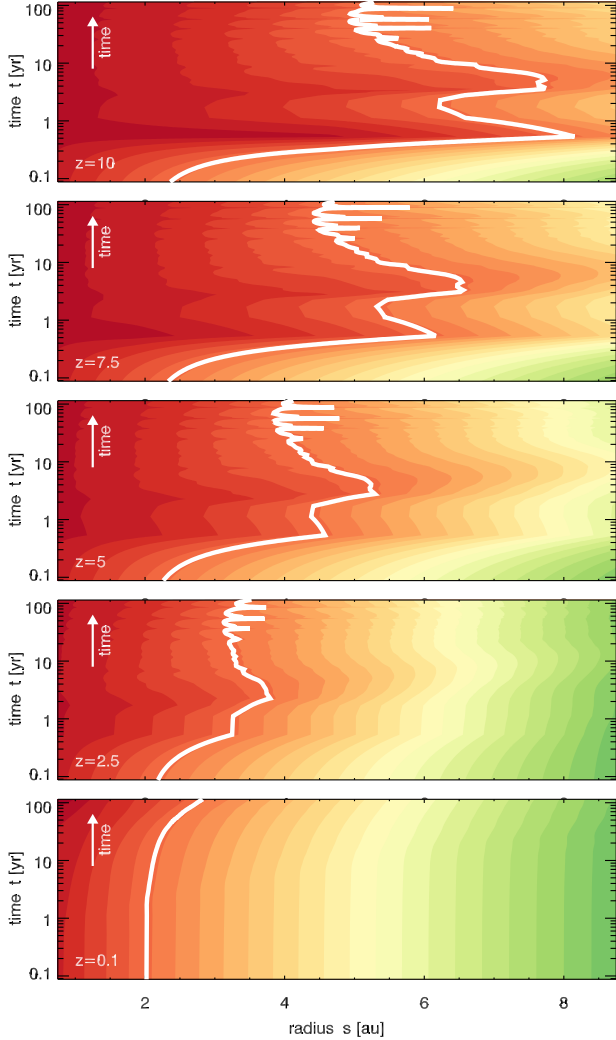 100
10
1
0.1
time t [yr]
time
z=10
100
10
1
0.1
time t [yr]
time
z=7.5
100
10
1
0.1
time t [yr]
time
z=5
100
10
1
0.1
time t [yr]
time
z=2.5
100
10
1
0.1
time t [yr]
time
z=0.1
2 4 6 8
radius s [au]